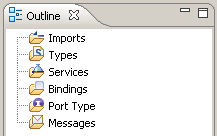 Outline
Imports
Types
Services
Bindings
Port Type
Messages